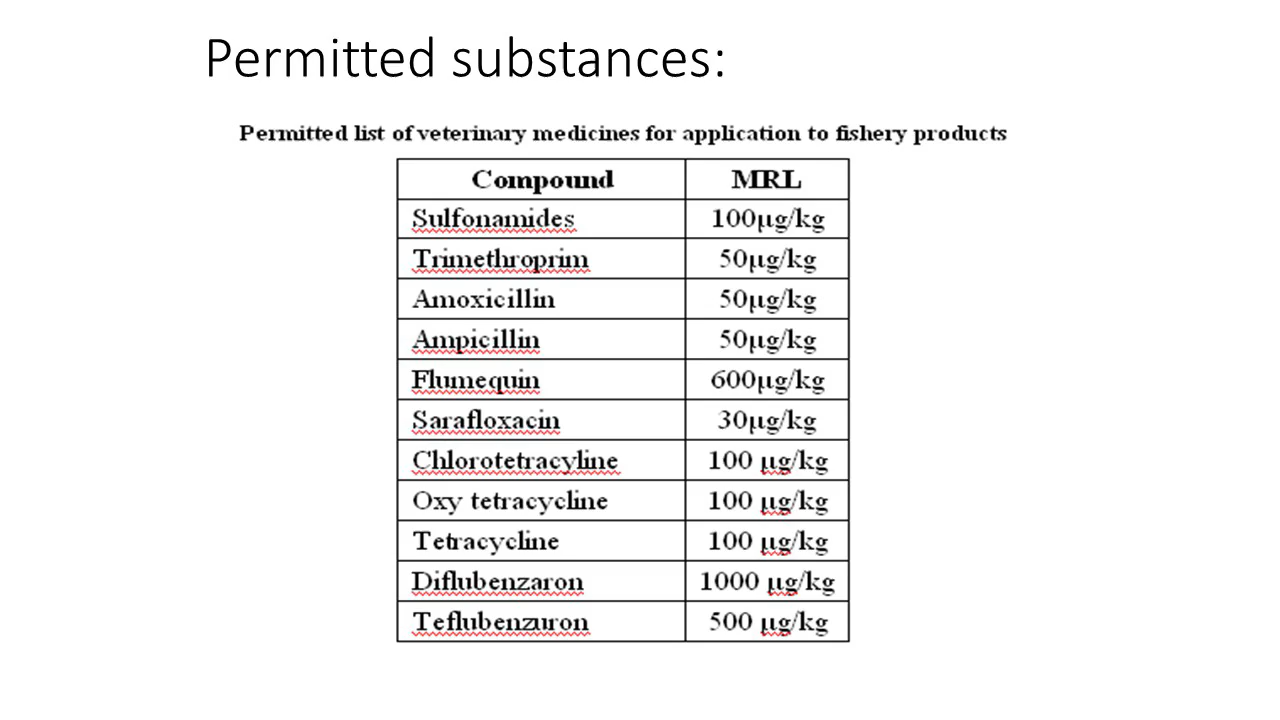 Permitted substances:
Permitted list of veterinary medicines for application to fishery products
Compound MRL
Sulfonamides 100µg/kg
Trimethroprim 50µg/kg
Amoxicillin 50µg/kg
Ampicillin 50µg/kg
Flumequin 600µg/kg
Sarafloxacin 30µg/kg
Chlorotetracyline 100 µg/kg
Oxy tetracycline 100 µg/kg
Tetracycline 100 µg/kg
Diflubenzaron 1000 µg/kg
Teflubenzuron 500 µg/kg